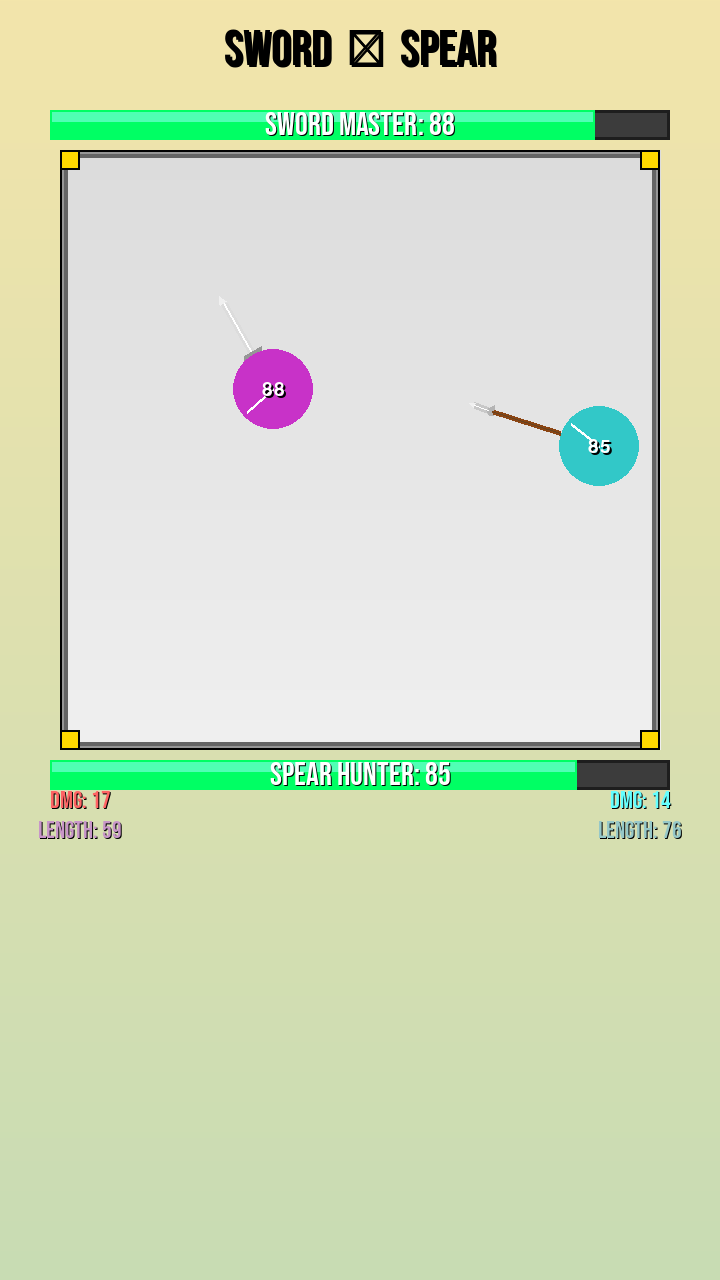 SWORD ☒ SPEAR
SWORD MASTER: 88
88
85
SPEAR HUNTER: 85
DMG: 17
DMG: 14
LENGTH: 59
LENGTH: 76